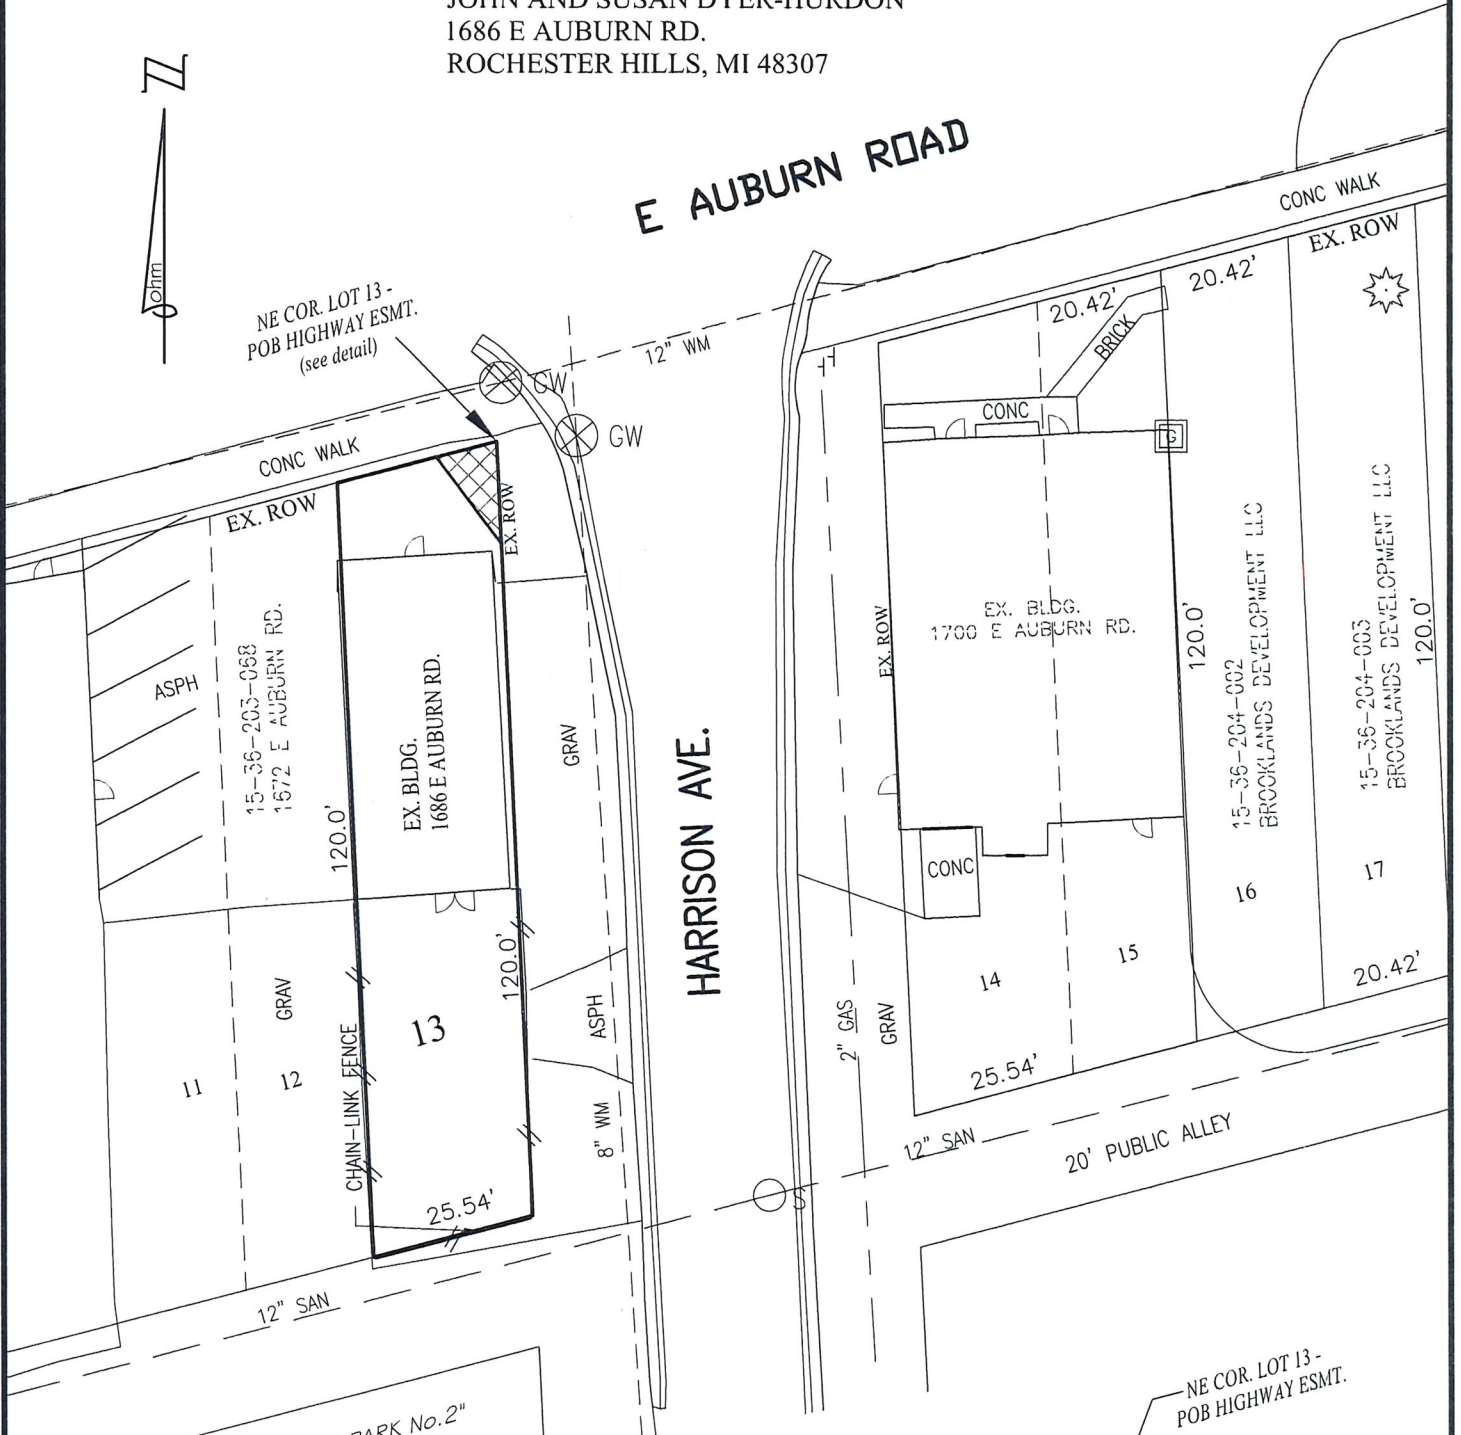 JOHN AND SUSAN DYER-HURDON
1686 E AUBURN RD.
ROCHESTER HILLS, MI 48307
N
ohm
E AUBURN ROAD
CONC WALK
EX. ROW
NE COR. LOT 13 -
POB HIGHWAY ESMT.
(see detail)
12" WM
20.42'
20.42'
BRICK
GW
GW
CONC
G
CONC WALK
EX. ROW
EX. ROW
EX. ROW
EX. BLDG.
1700 E AUBURN RD.
120.0'
15-36-204-002
BROOKLANDS DEVELOPMENT LLC
15-36-204-003
BROOKLANDS DEVELOPMENT LLC
120.0'
ASPH
15-36-203-068
1672 E AUBURN RD.
EX. BLDG.
1686 E AUBURN RD.
120.0'
GRAV
HARRISON AVE.
CONC
16
17
120.0'
14
15
20.42'
GRAV
13
ASPH
2" GAS
GRAV
11
12
CHAIN-LINK FENCE
8" WM
25.54'
25.54'
12" SAN
20' PUBLIC ALLEY
S
12" SAN
PARK No.2"
NE COR. LOT 13 -
POB HIGHWAY ESMT.